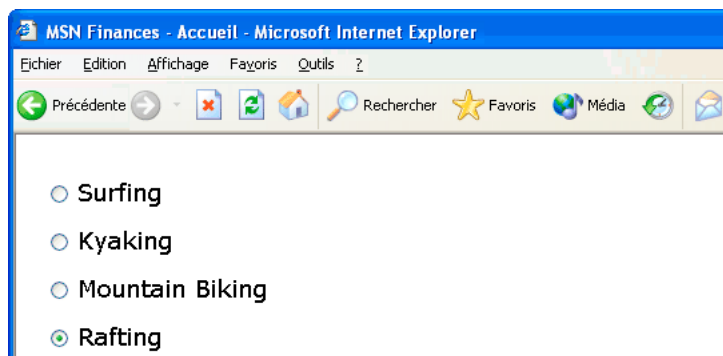 MSN Finances - Accueil - Microsoft Internet Explorer
Fichier Edition Affichage Favoris Outils ?
Précédente Rechercher Favoris Média
Surfing
Kyaking
Mountain Biking
Rafting